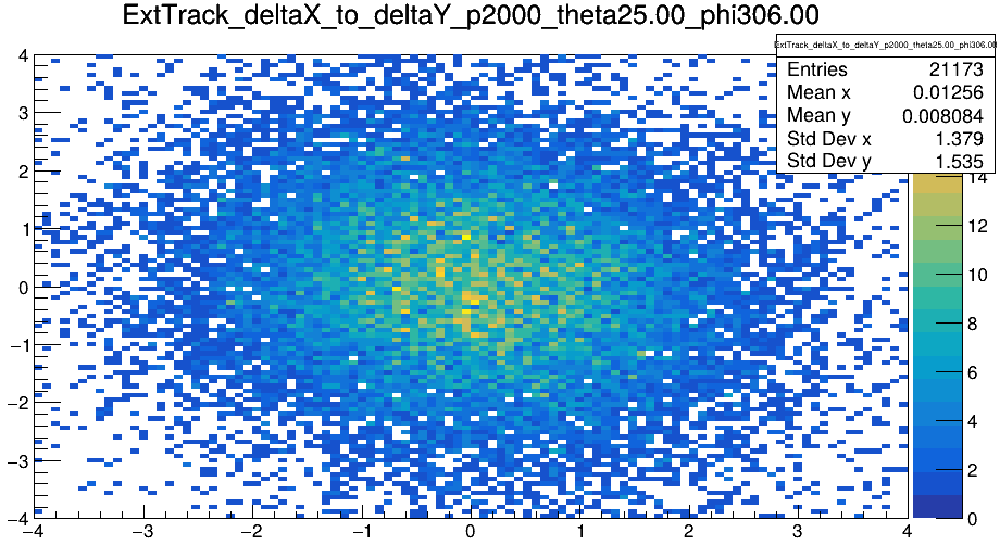 ExtTrack_deltaX_to_deltaY_p2000_theta25.00_phi306.00
ExtTrack_deltaX_to_deltaY_p2000_theta25.00_phi306.00
Entries 21173
Mean x 0.01256
Mean y 0.008084
Std Dev x 1.379
Std Dev y 1.535
4
3
2
1
0
−1
−2
−3
−4
−4 −3 −2 −1 0 1 2 3 4
14
12
10
8
6
4
2
0